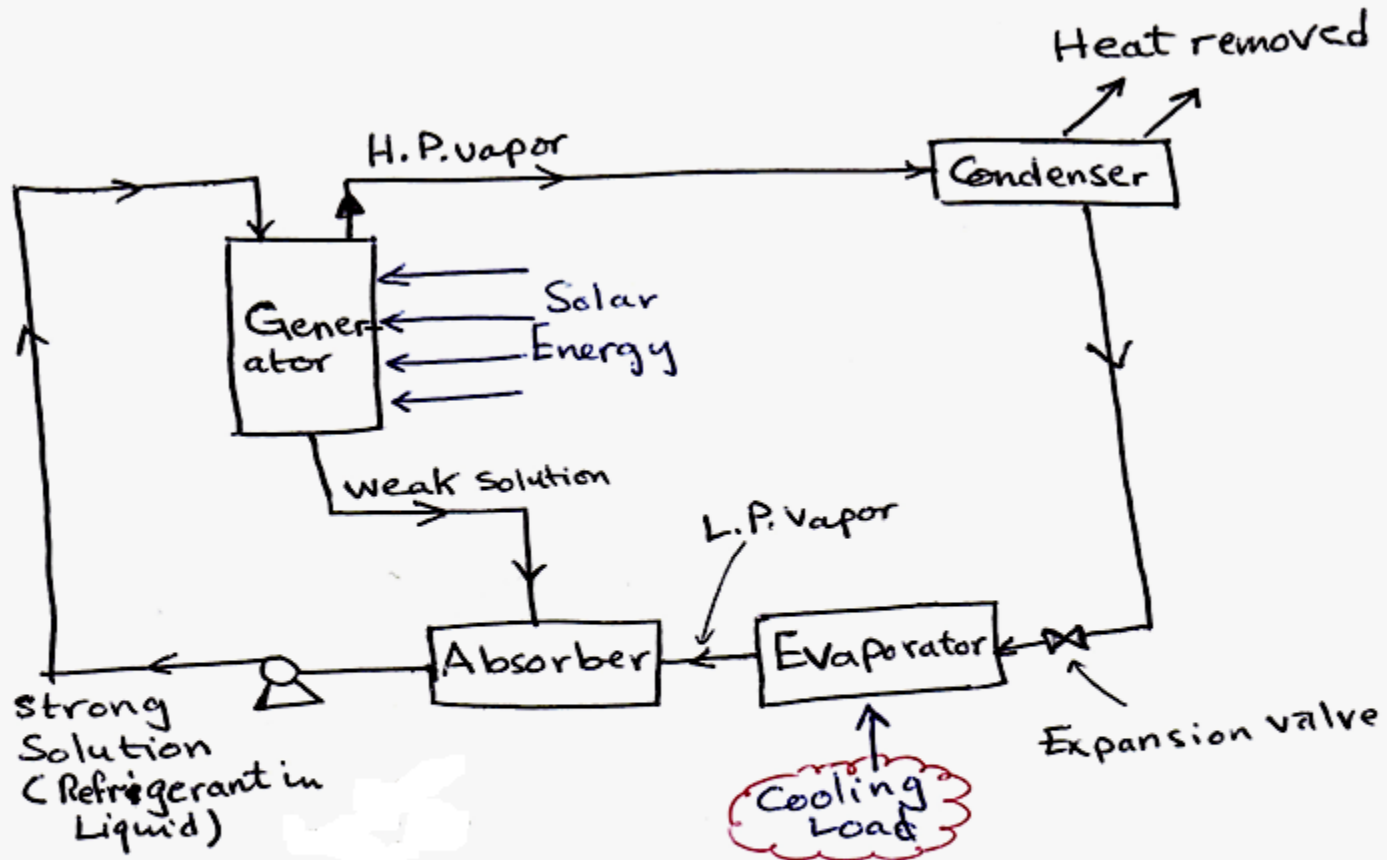 Heat removed
H.P.vapor
Condenser
Gener-
ator
Solar
Energy
weak solution
L.P. vapor
Absorber
Evaporator
Expansion valve
strong
Solution
(Refrigerant in
Liquid)
Cooling
Load